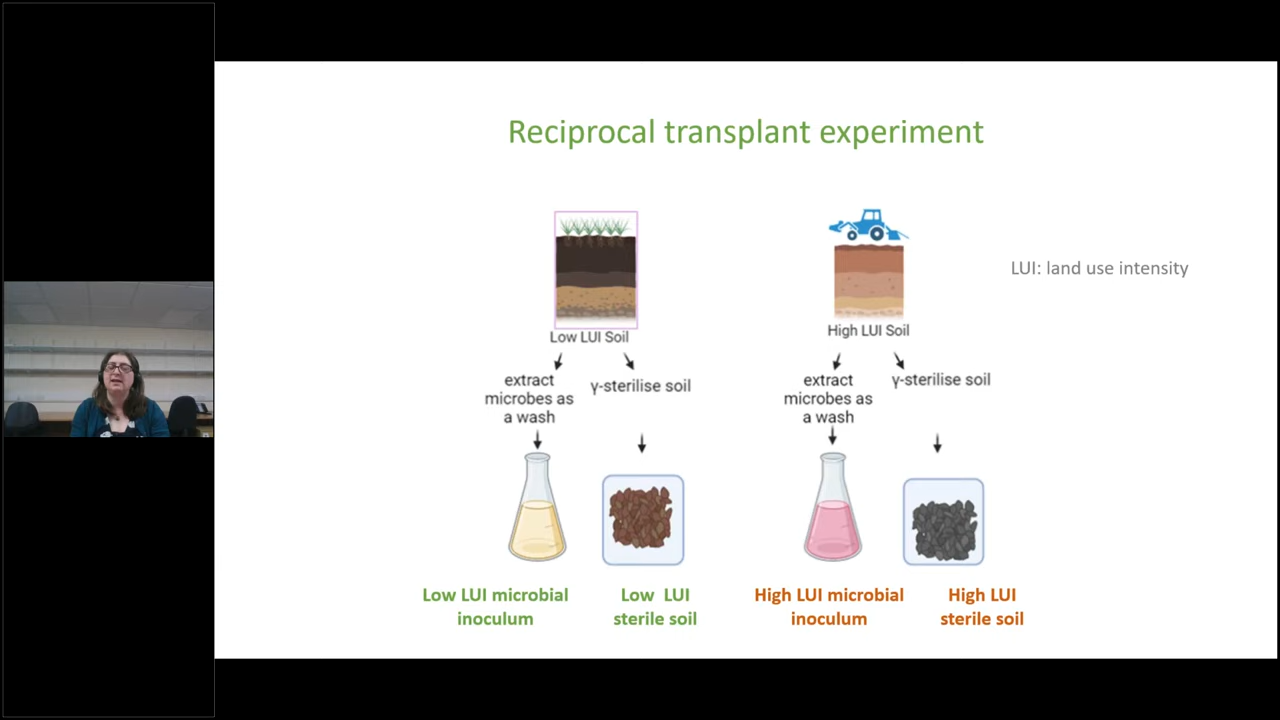 Reciprocal transplant experiment
LUI: land use intensity
Low LUI Soil
extract
microbes as
a wash
γ-sterilise soil
Low LUI microbial
inoculum
Low LUI
sterile soil
High LUI Soil
extract
microbes as
a wash
γ-sterilise soil
High LUI microbial
inoculum
High LUI
sterile soil